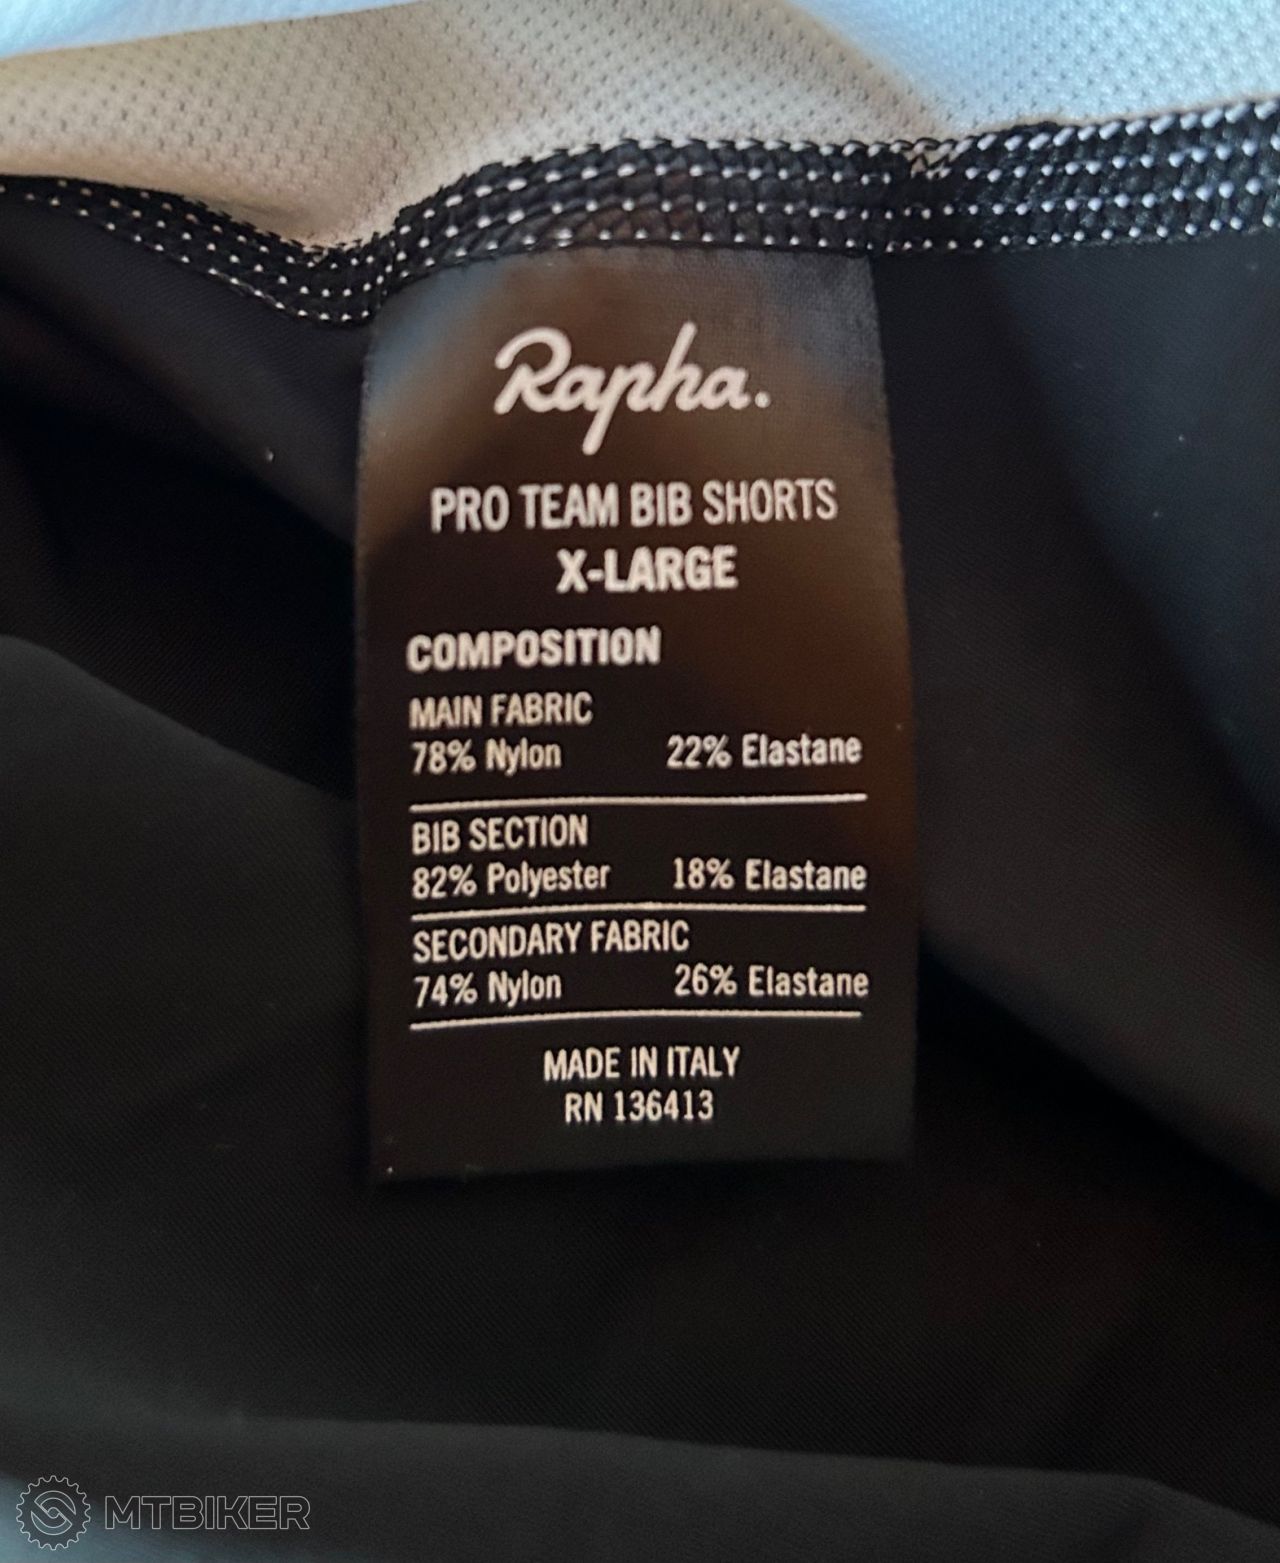 Rapha.
PRO TEAM BIB SHORTS
X-LARGE
COMPOSITION
MAIN FABRIC
78% Nylon 22% Elastane
BIB SECTION
82% Polyester 18% Elastane
SECONDARY FABRIC
74% Nylon 26% Elastane
MADE IN ITALY
RN 136413
MTBIKER